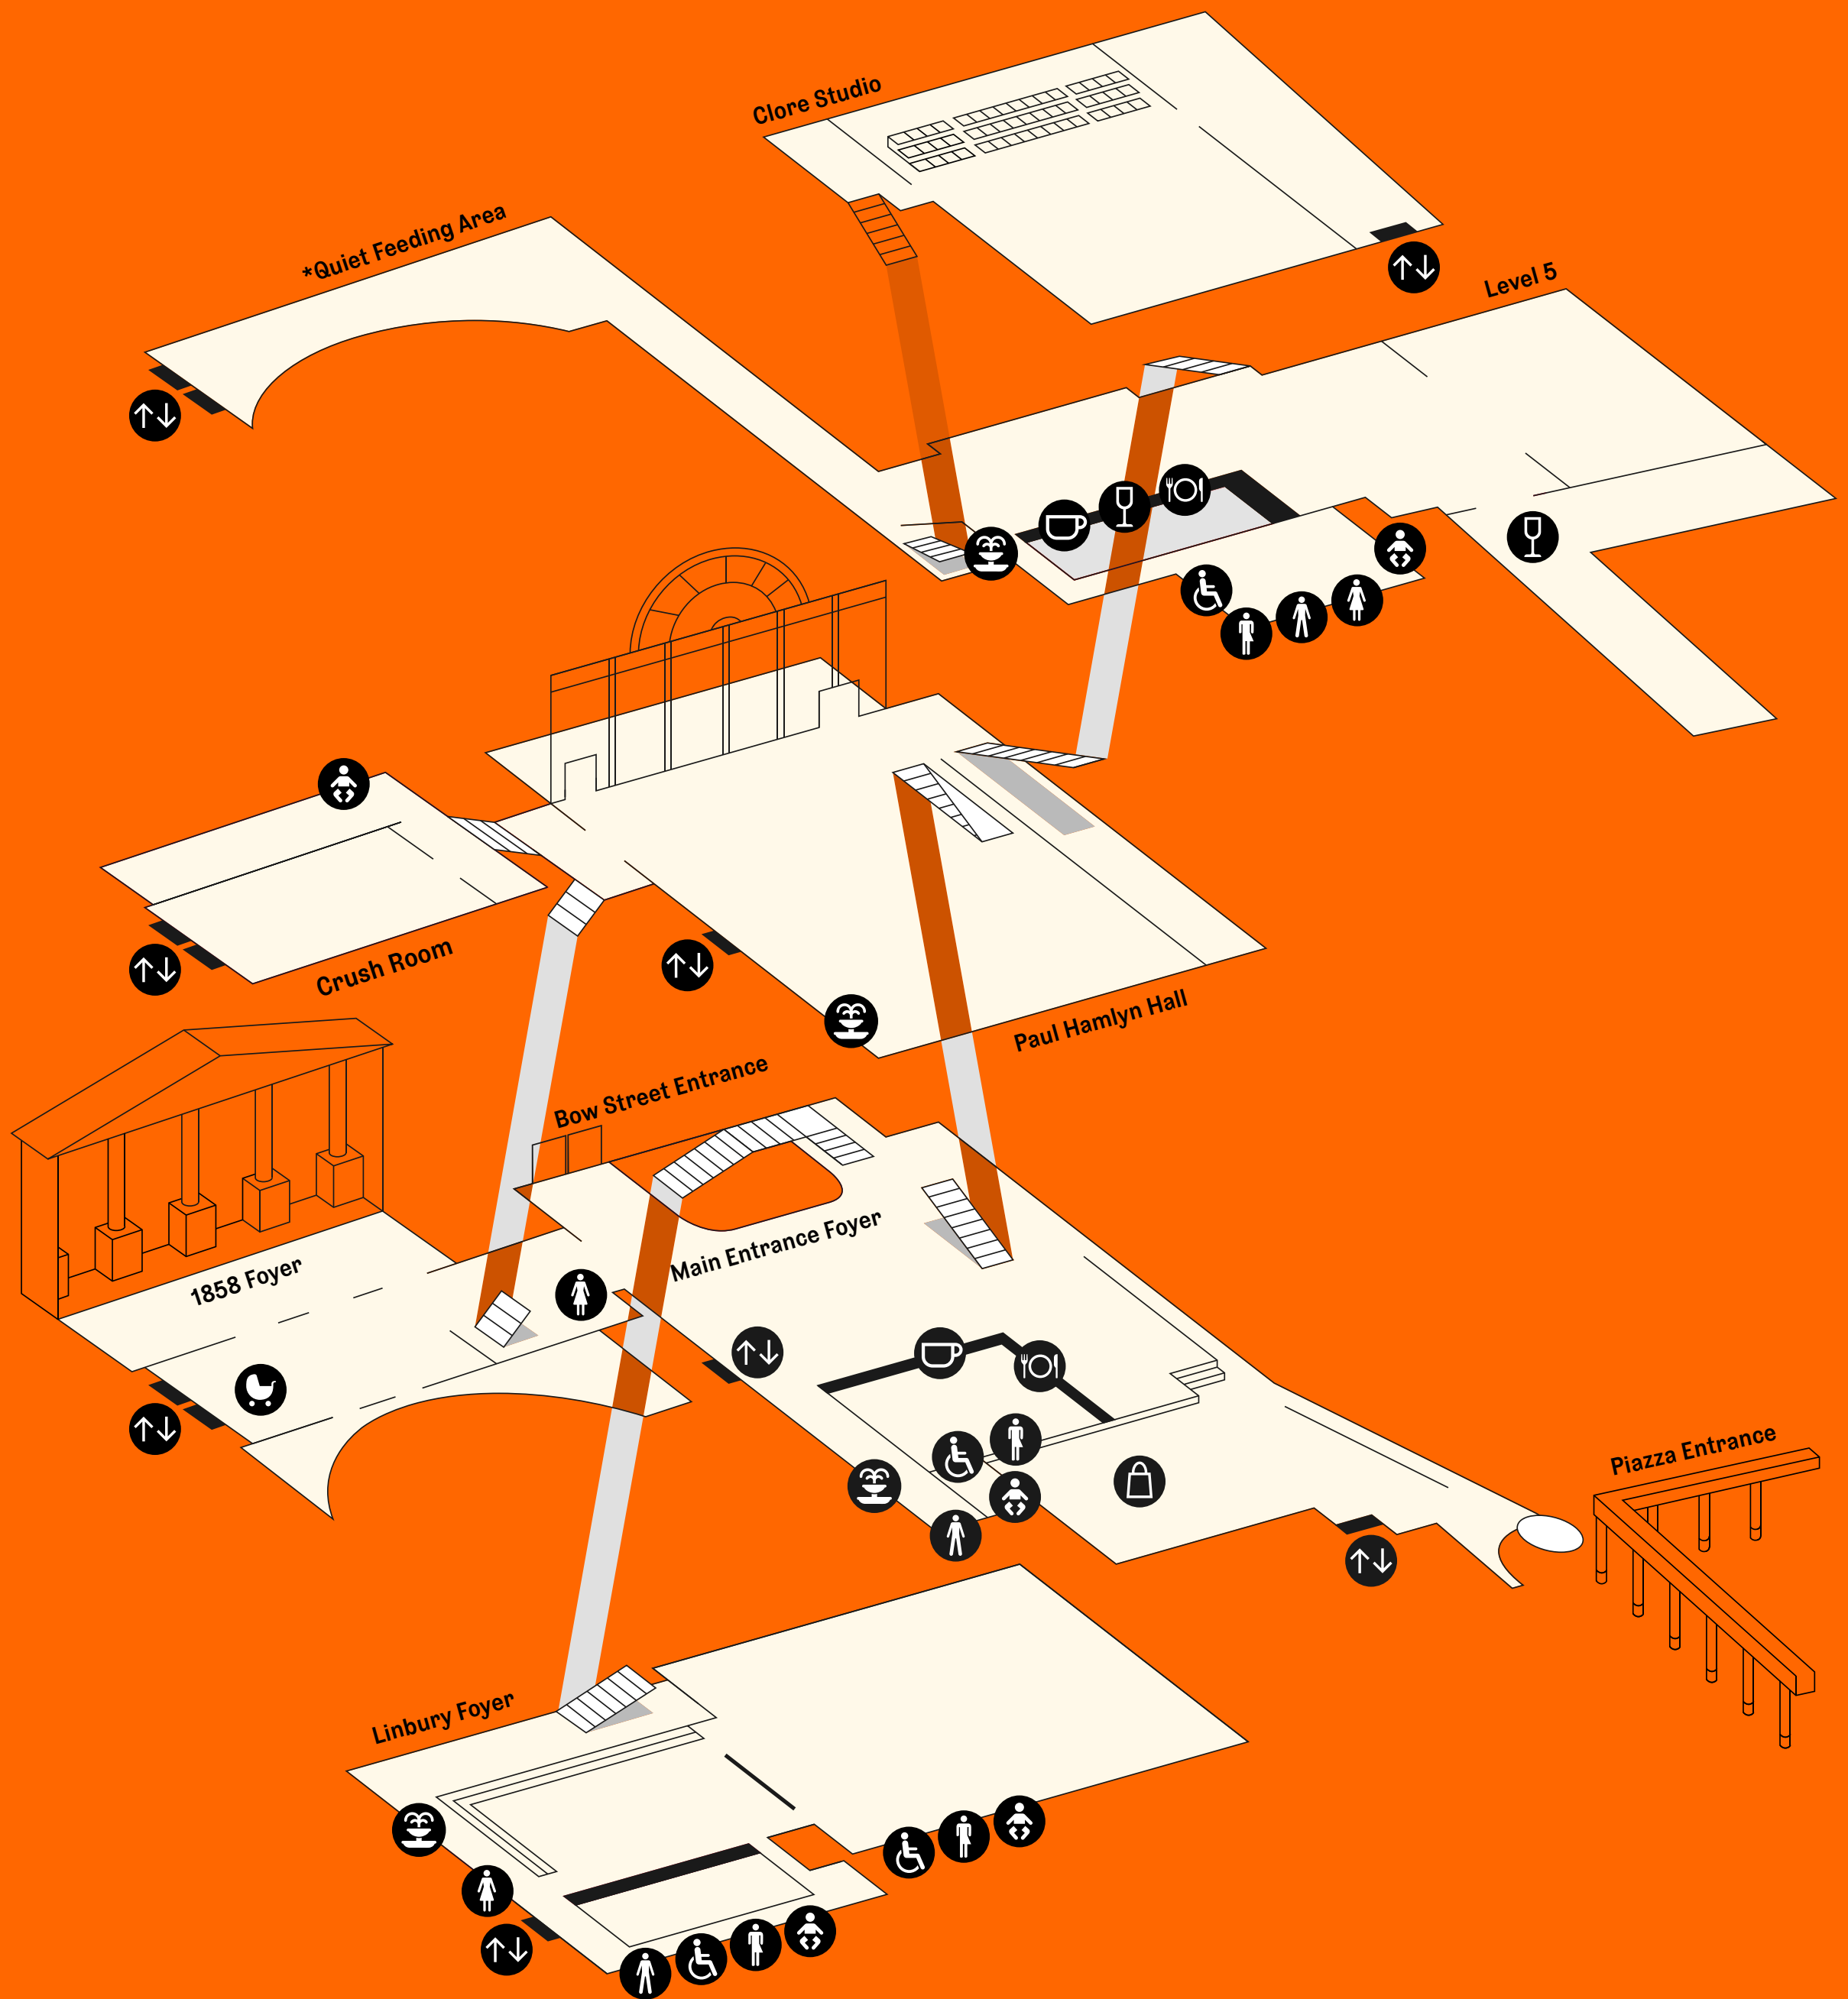 Clore Studio
*Quiet Feeding Area
Level 5
Crush Room
Paul Hamlyn Hall
Bow Street Entrance
Main Entrance Foyer
1858 Foyer
Piazza Entrance
Linbury Foyer